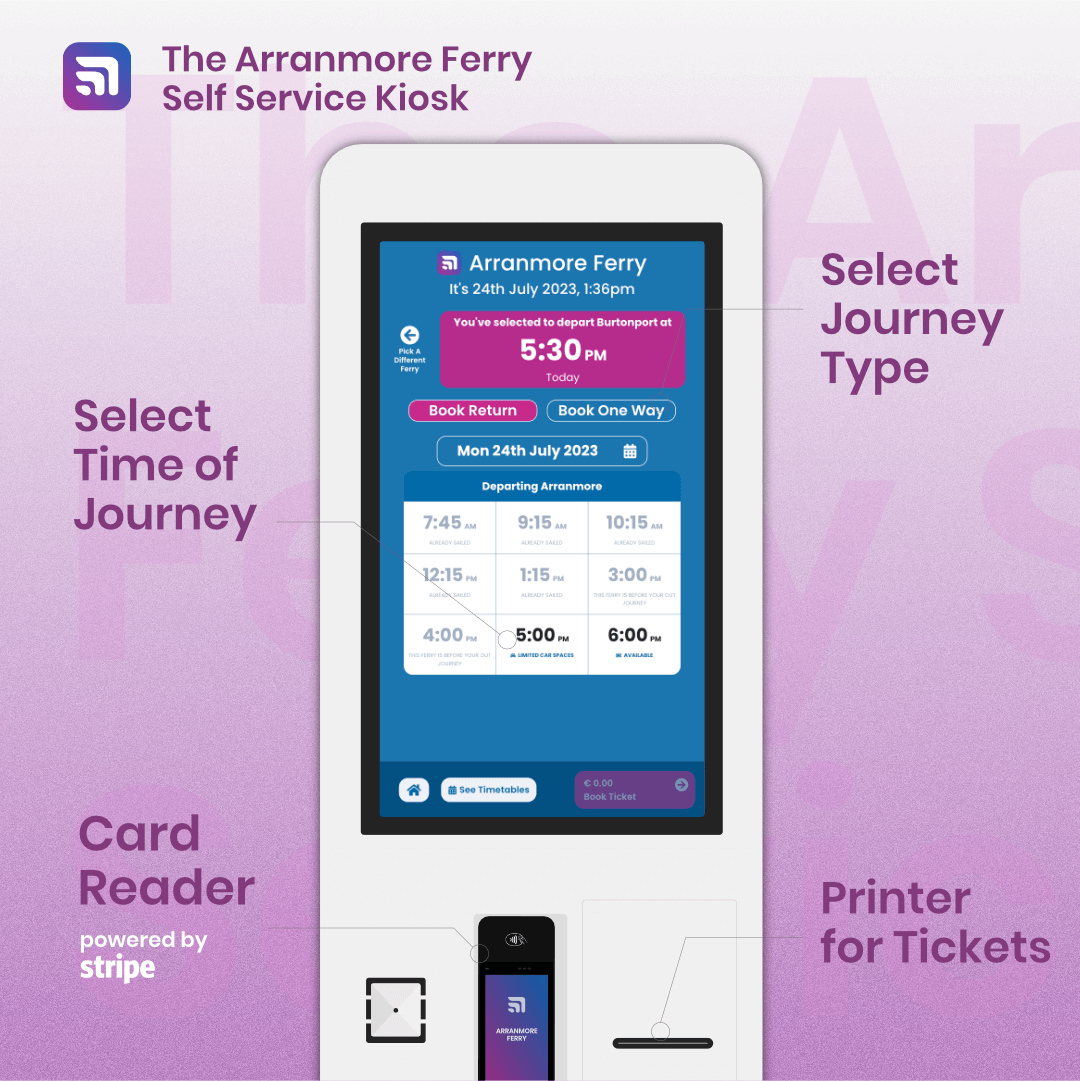 The Arranmore Ferry
Self Service Kiosk
Arranmore Ferry
It's 24th July 2023, 1:36pm
You've selected to depart Burtonport at
5:30 PM
Today
Pick A
Different
Ferry
Book Return
Book One Way
Mon 24th July 2023
Departing Arranmore
7:45 AM
ALREADY SAILED
9:15 AM
ALREADY SAILED
10:15 AM
ALREADY SAILED
12:15 PM
ALREADY SAILED
1:15 PM
ALREADY SAILED
3:00 PM
THIS FERRY IS BEFORE YOUR OUT
JOURNEY
4:00 PM
THIS FERRY IS BEFORE YOUR OUT
JOURNEY
5:00 PM
LIMITED CAR SPACES
6:00 PM
AVAILABLE
See Timetables
€ 0.00
Book Ticket
Select
Journey
Type
Select
Time of
Journey
Card
Reader
powered by
stripe
ARRANMORE
FERRY
Printer
for Tickets